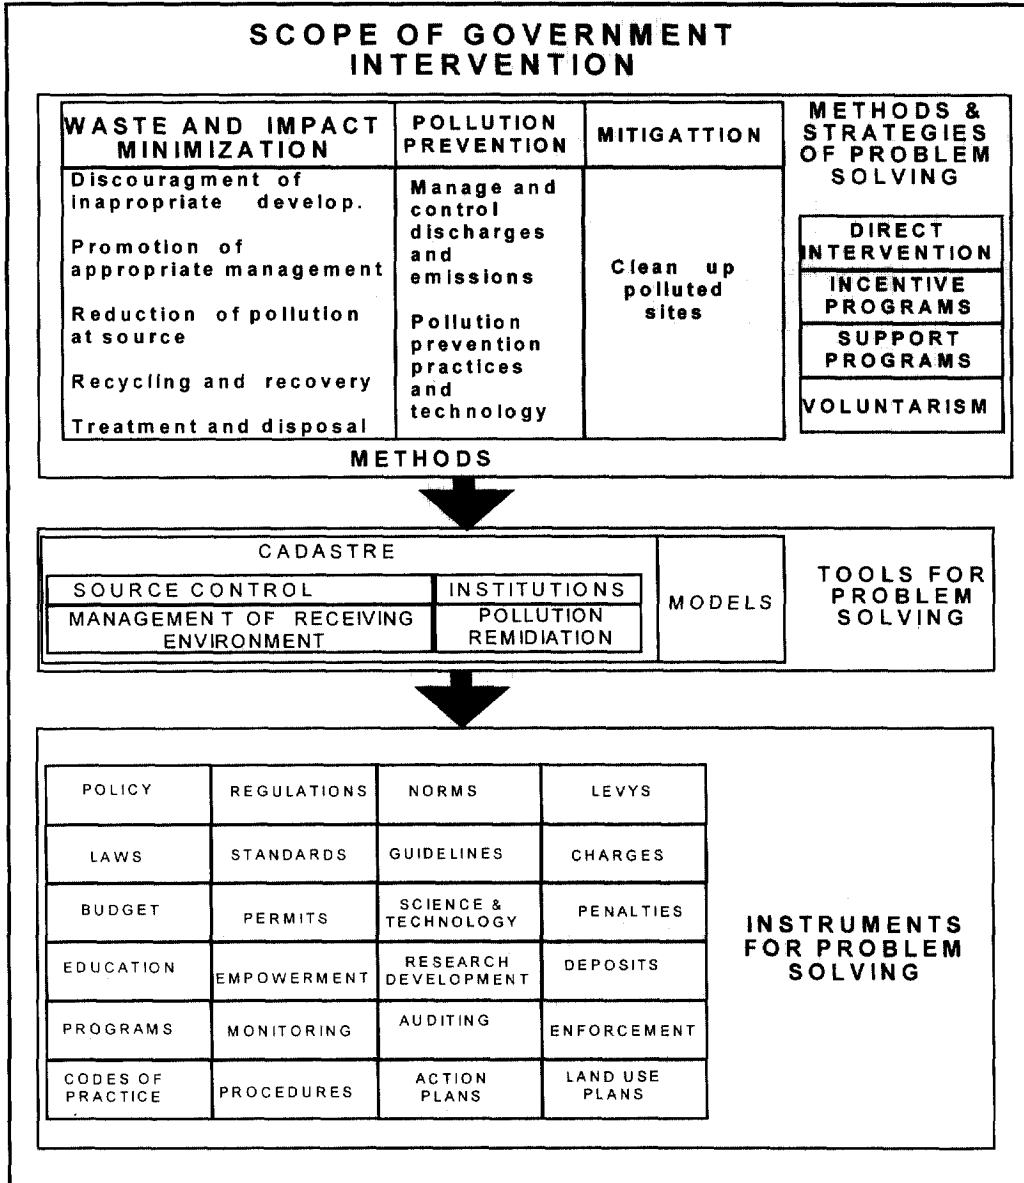 SCOPE OF GOVERNMENT
INTERVENTION
WASTE AND IMPACT
MINIMIZATION
Discouragment of
inapropriate develop.
Promotion of
appropriate management
Reduction of pollution
at source
Recycling and recovery
Treatment and disposal
POLLUTION
PREVENTION
Manage and
control
discharges
and
emissions
Pollution
prevention
practices
and
technology
MITIGATTION
Clean up
polluted
sites
METHODS &
STRATEGIES
OF PROBLEM
SOLVING
DIRECT
INTERVENTION
INCENTIVE
PROGRAMS
SUPPORT
PROGRAMS
VOLUNTARISM
METHODS
CADASTRE
SOURCE CONTROL
INSTITUTIONS
MANAGEMENT OF RECEIVING
ENVIRONMENT
POLLUTION
REMIDIATION
MODELS
TOOLS FOR
PROBLEM
SOLVING
POLICY
REGULATIONS
NORMS
LEVYS
LAWS
STANDARDS
GUIDELINES
CHARGES
BUDGET
PERMITS
SCIENCE &
TECHNOLOGY
PENALTIES
EDUCATION
EMPOWERMENT
RESEARCH
DEVELOPMENT
DEPOSITS
PROGRAMS
MONITORING
AUDITING
ENFORCEMENT
CODES OF
PRACTICE
PROCEDURES
ACTION
PLANS
LAND USE
PLANS
INSTRUMENTS
FOR PROBLEM
SOLVING